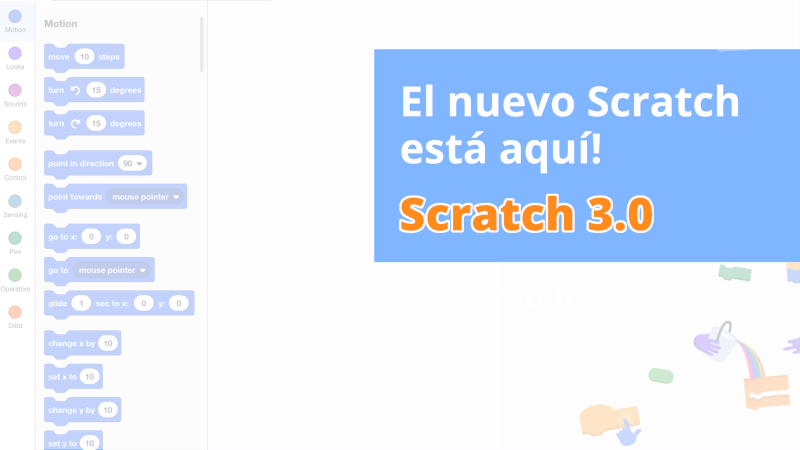 Motion
Looks
Sounds
Events
Control
Sensing
Pen
Operators
Data
Motion
move 10 steps
turn 15 degrees
turn 15 degrees
point in direction 90
point towards mouse pointer
go to x: 0 y: 0
go to mouse pointer
glide 1 sec to x: 0 y: 0
change x by 10
set x to 10
change y by 10
set y to 10
El nuevo Scratch
está aquí!
Scratch 3.0